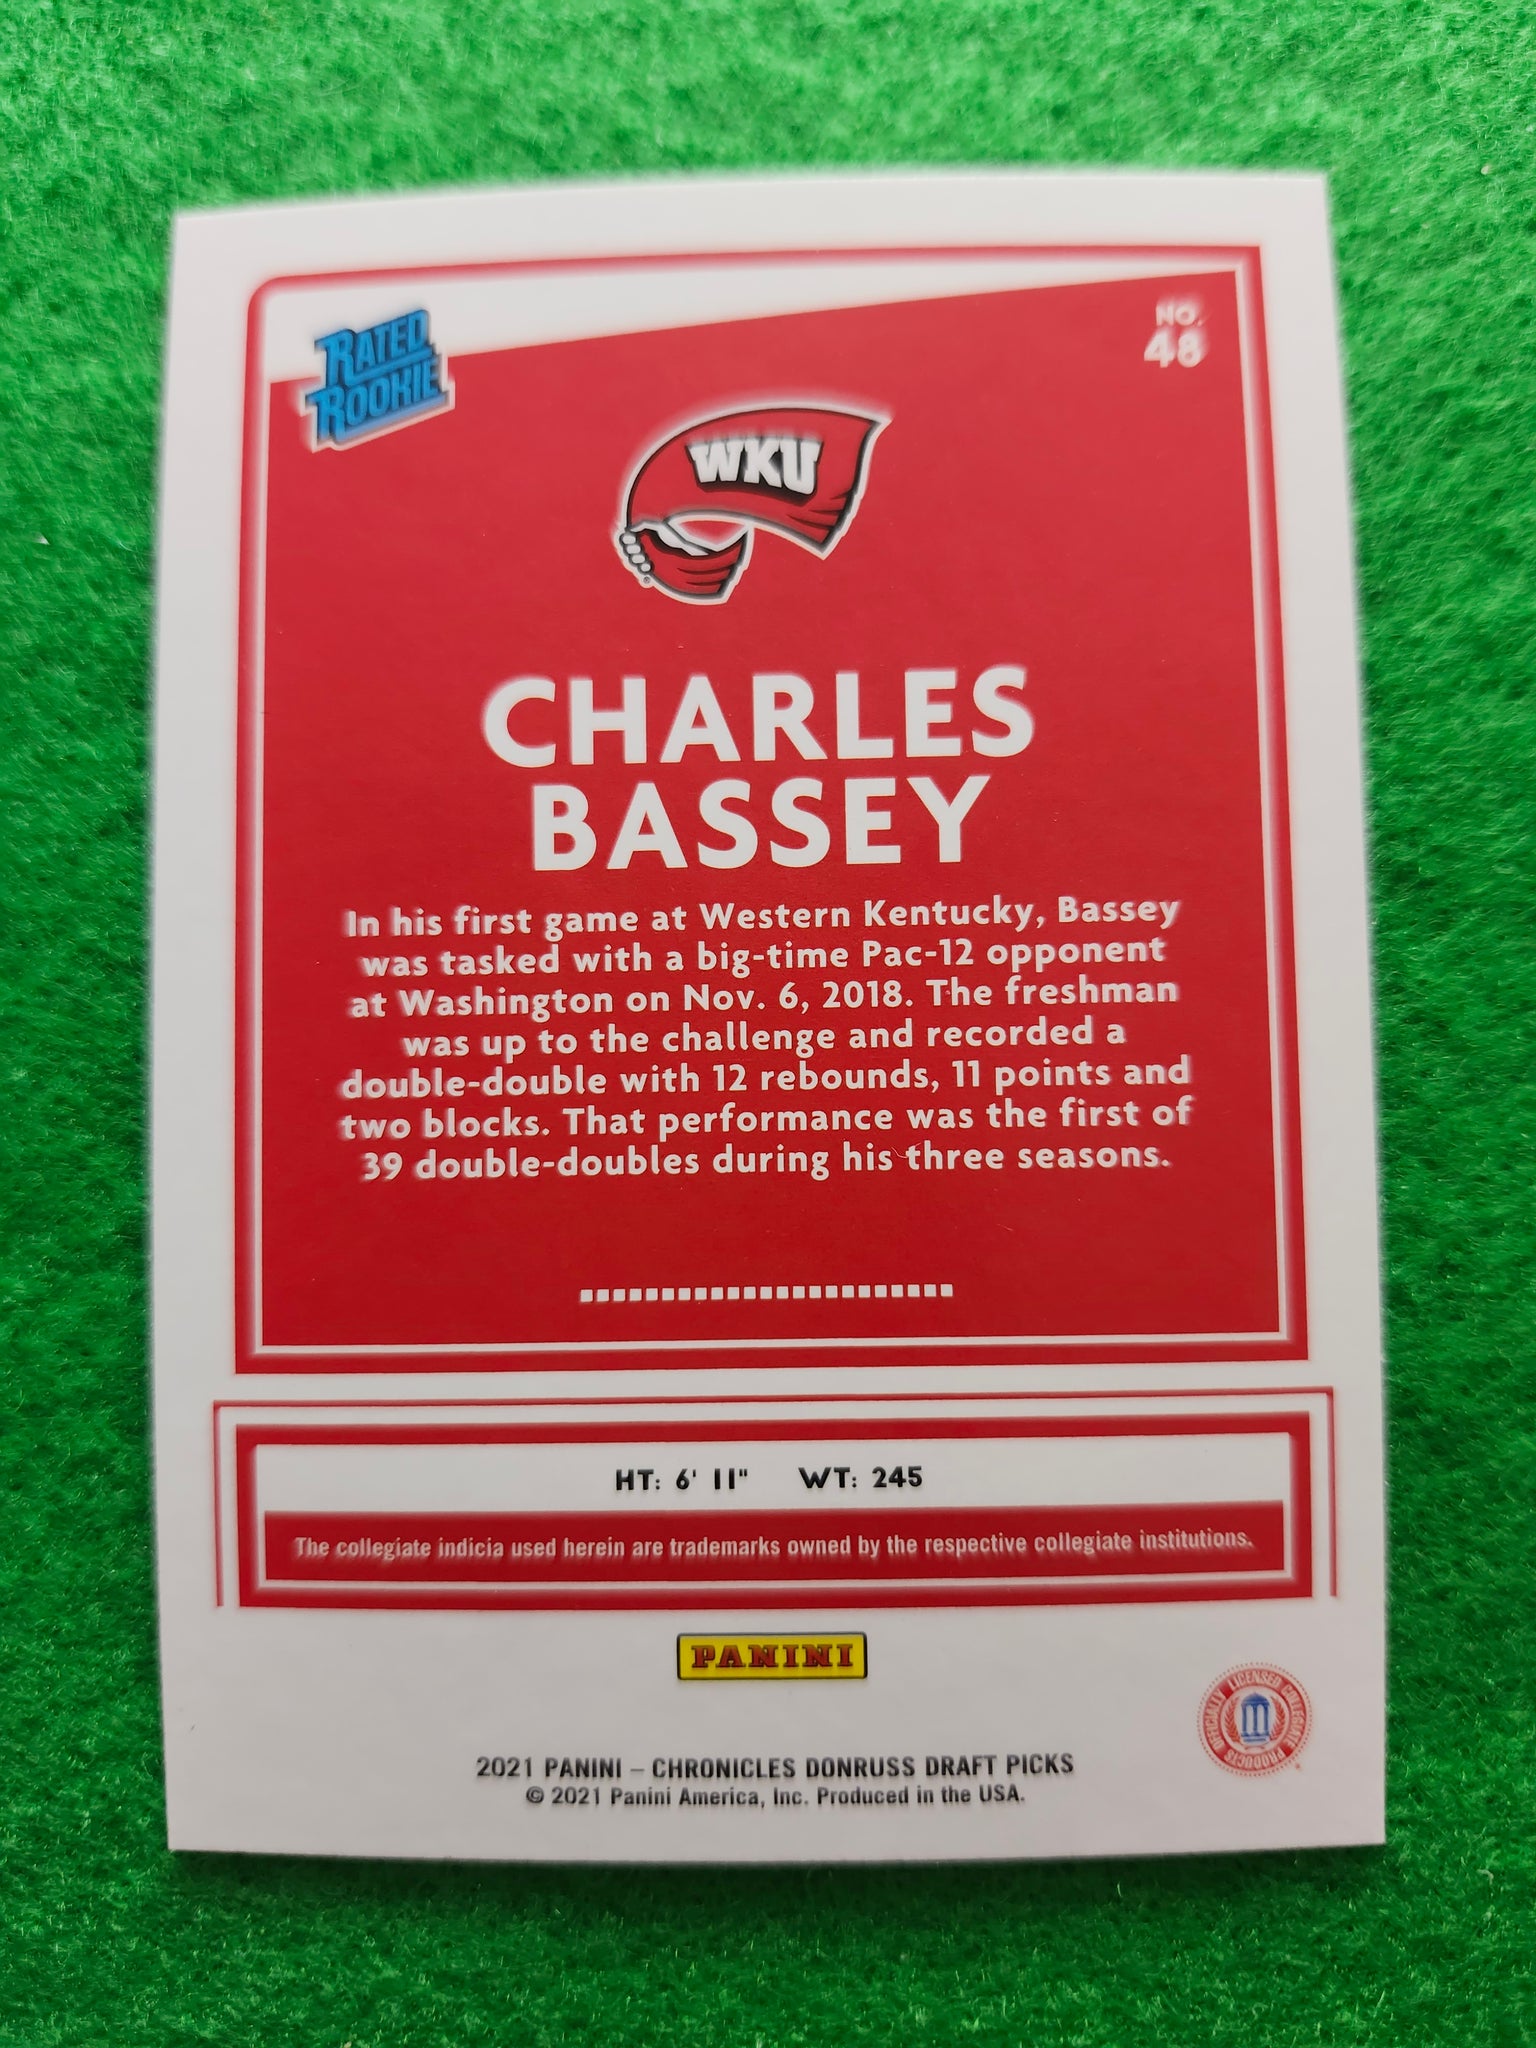 RATED
ROOKIE
NO.
48
WKU
CHARLES
BASSEY
In his first game at Western Kentucky, Bassey
was tasked with a big-time Pac-12 opponent
at Washington on Nov. 6, 2018. The freshman
was up to the challenge and recorded a
double-double with 12 rebounds, 11 points and
two blocks. That performance was the first of
39 double-doubles during his three seasons.
HT: 6' 11" WT: 245
The collegiate indicia used herein are trademarks owned by the respective collegiate institutions.
PANINI
OFFICIALLY LICENSED COLLEGIATE PRODUCTS
2021 PANINI – CHRONICLES DONRUSS DRAFT PICKS
© 2021 Panini America, Inc. Produced in the USA.